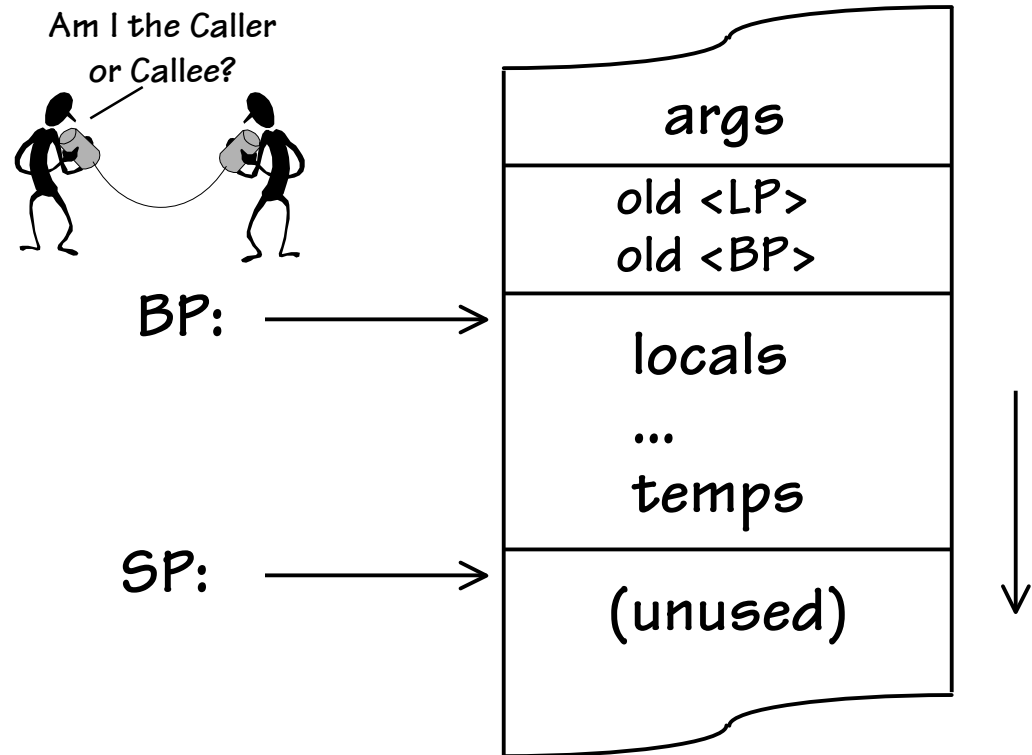 Am I the Caller
or Callee?
args
old <LP>
old <BP>
BP:
locals
...
temps
SP:
(unused)